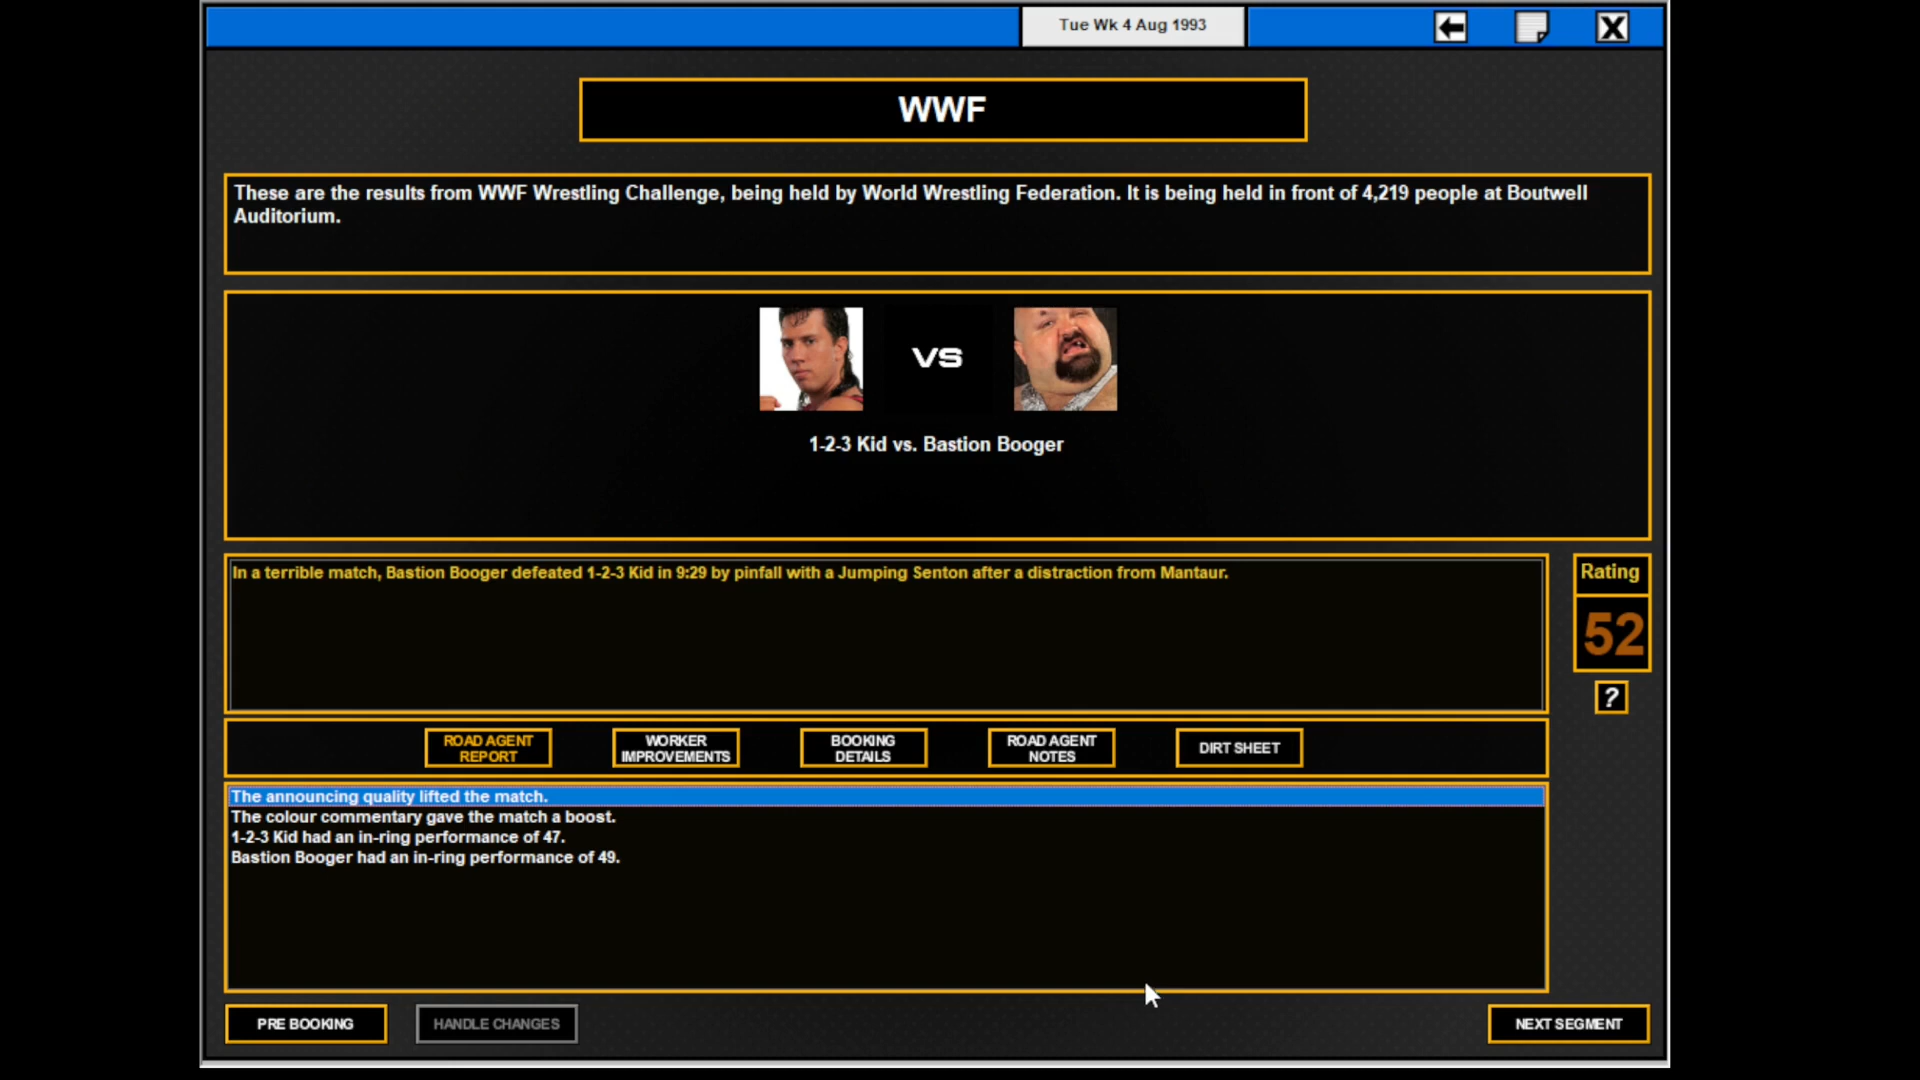 Tue Wk 4 Aug 1993
WWF
These are the results from WWF Wrestling Challenge, being held by World Wrestling Federation. It is being held in front of 4,219 people at Boutwell
Auditorium.
VS
1-2-3 Kid vs. Bastion Booger
In a terrible match, Bastion Booger defeated 1-2-3 Kid in 9:29 by pinfall with a Jumping Senton after a distraction from Mantaur.
Rating
52
?
ROAD AGENT
REPORT
WORKER
IMPROVEMENTS
BOOKING
DETAILS
ROAD AGENT
NOTES
DIRT SHEET
The announcing quality lifted the match.
The colour commentary gave the match a boost.
1-2-3 Kid had an in-ring performance of 47.
Bastion Booger had an in-ring performance of 49.
PRE BOOKING
HANDLE CHANGES
NEXT SEGMENT